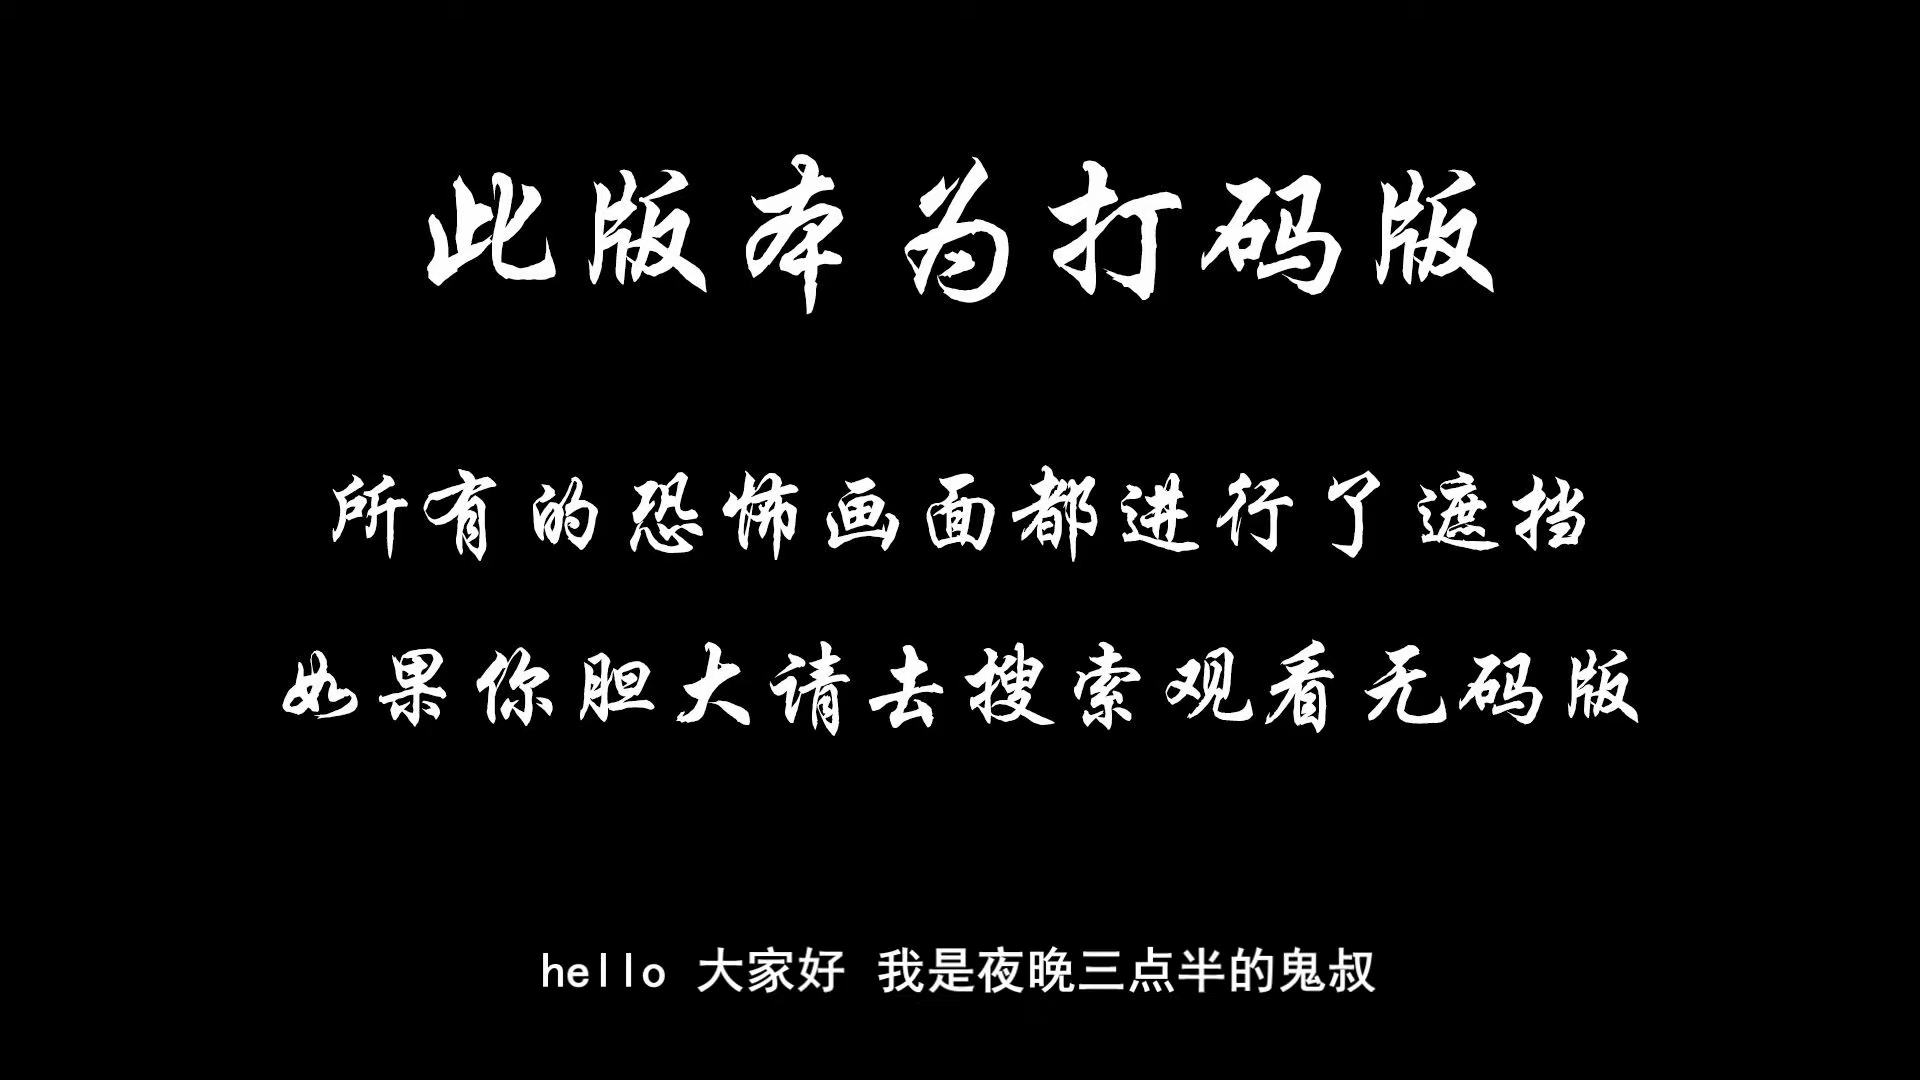 此版本为打码版
所有的恐怖画面都进行了遮挡
如果你胆大请去搜索观看无码版
hello 大家好 我是夜晚三点半的鬼叔